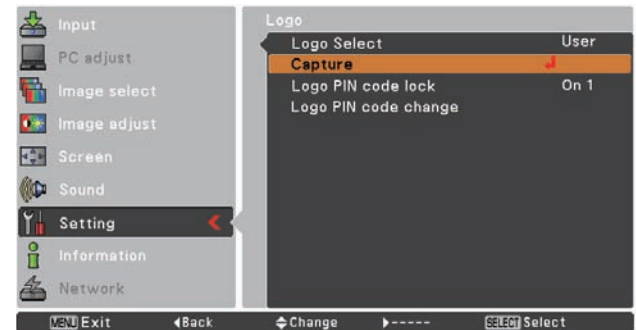 Input
PC adjust
Image select
Image adjust
Screen
Sound
Setting
Information
Network
Logo
Logo Select User
Capture
Logo PIN code lock On 1
Logo PIN code change
MENU Exit ◀Back ◆Change ▶----- SELECT Select